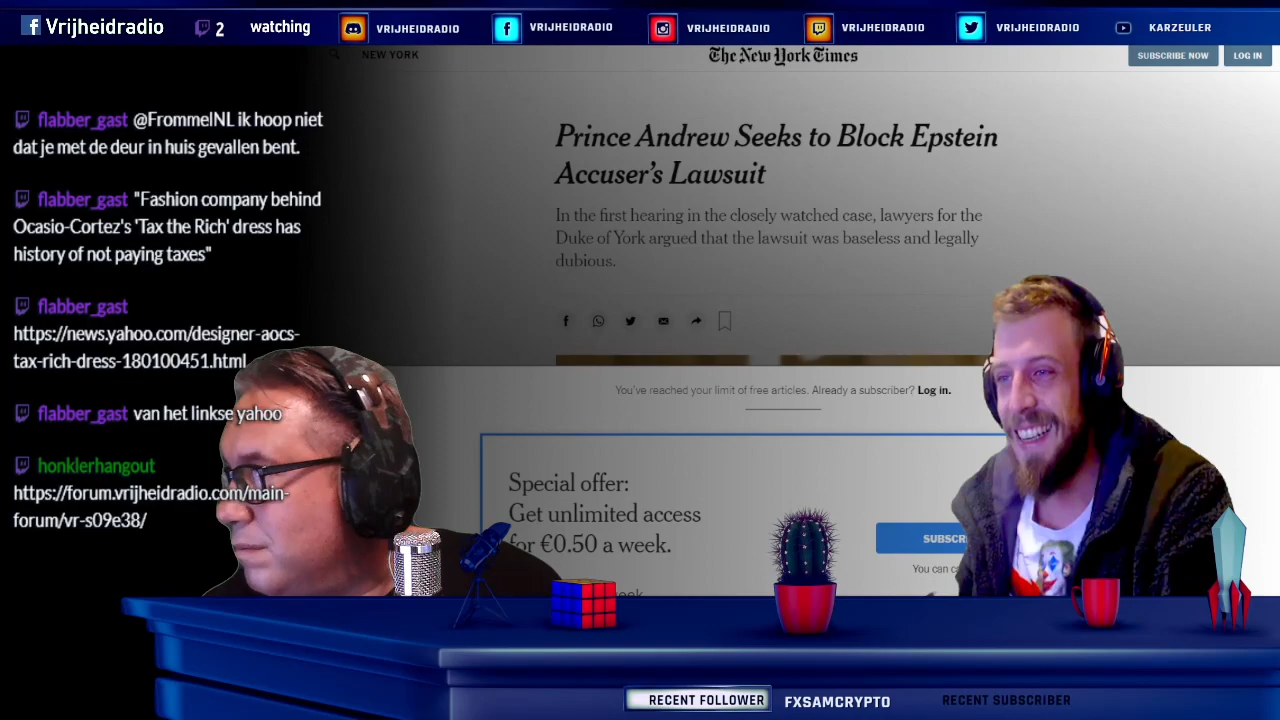 Vrijheidradio
2
watching
VRIJHEIDRADIO
VRIJHEIDRADIO
VRIJHEIDRADIO
VRIJHEIDRADIO
VRIJHEIDRADIO
KARZEULER
NEW YORK
The New York Times
SUBSCRIBE NOW
LOG IN
flabber_gast @FrommelNL ik hoop niet
dat je met de deur in huis gevallen bent.
flabber_gast "Fashion company behind
Ocasio-Cortez's 'Tax the Rich' dress has
history of not paying taxes"
flabber_gast
https://news.yahoo.com/designer-aocs-
tax-rich-dress-180100451.html
flabber_gast van het linkse yahoo
honklerhangout
https://forum.vrijheidradio.com/main-
forum/vr-s09e38/
Prince Andrew Seeks to Block Epstein
Accuser's Lawsuit
In the first hearing in the closely watched case, lawyers for the
Duke of York argued that the lawsuit was baseless and legally
dubious.
You've reached your limit of free articles. Already a subscriber? Log in.
Special offer:
Get unlimited access
for €0.50 a week.
You can
RECENT FOLLOWER
FXSAMCRYPTO
RECENT SUBSCRIBER